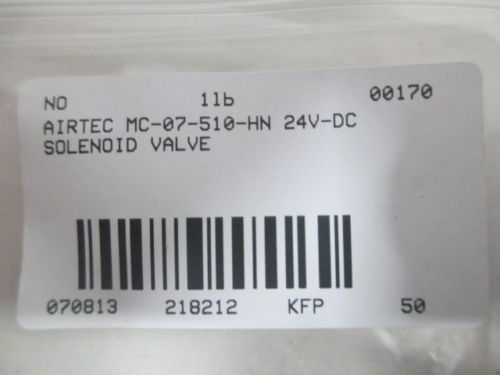 NO 1lb 00170
AIRTEC MC-07-510-HN 24V-DC
SOLENOID VALVE
070813 218212 KFP 50